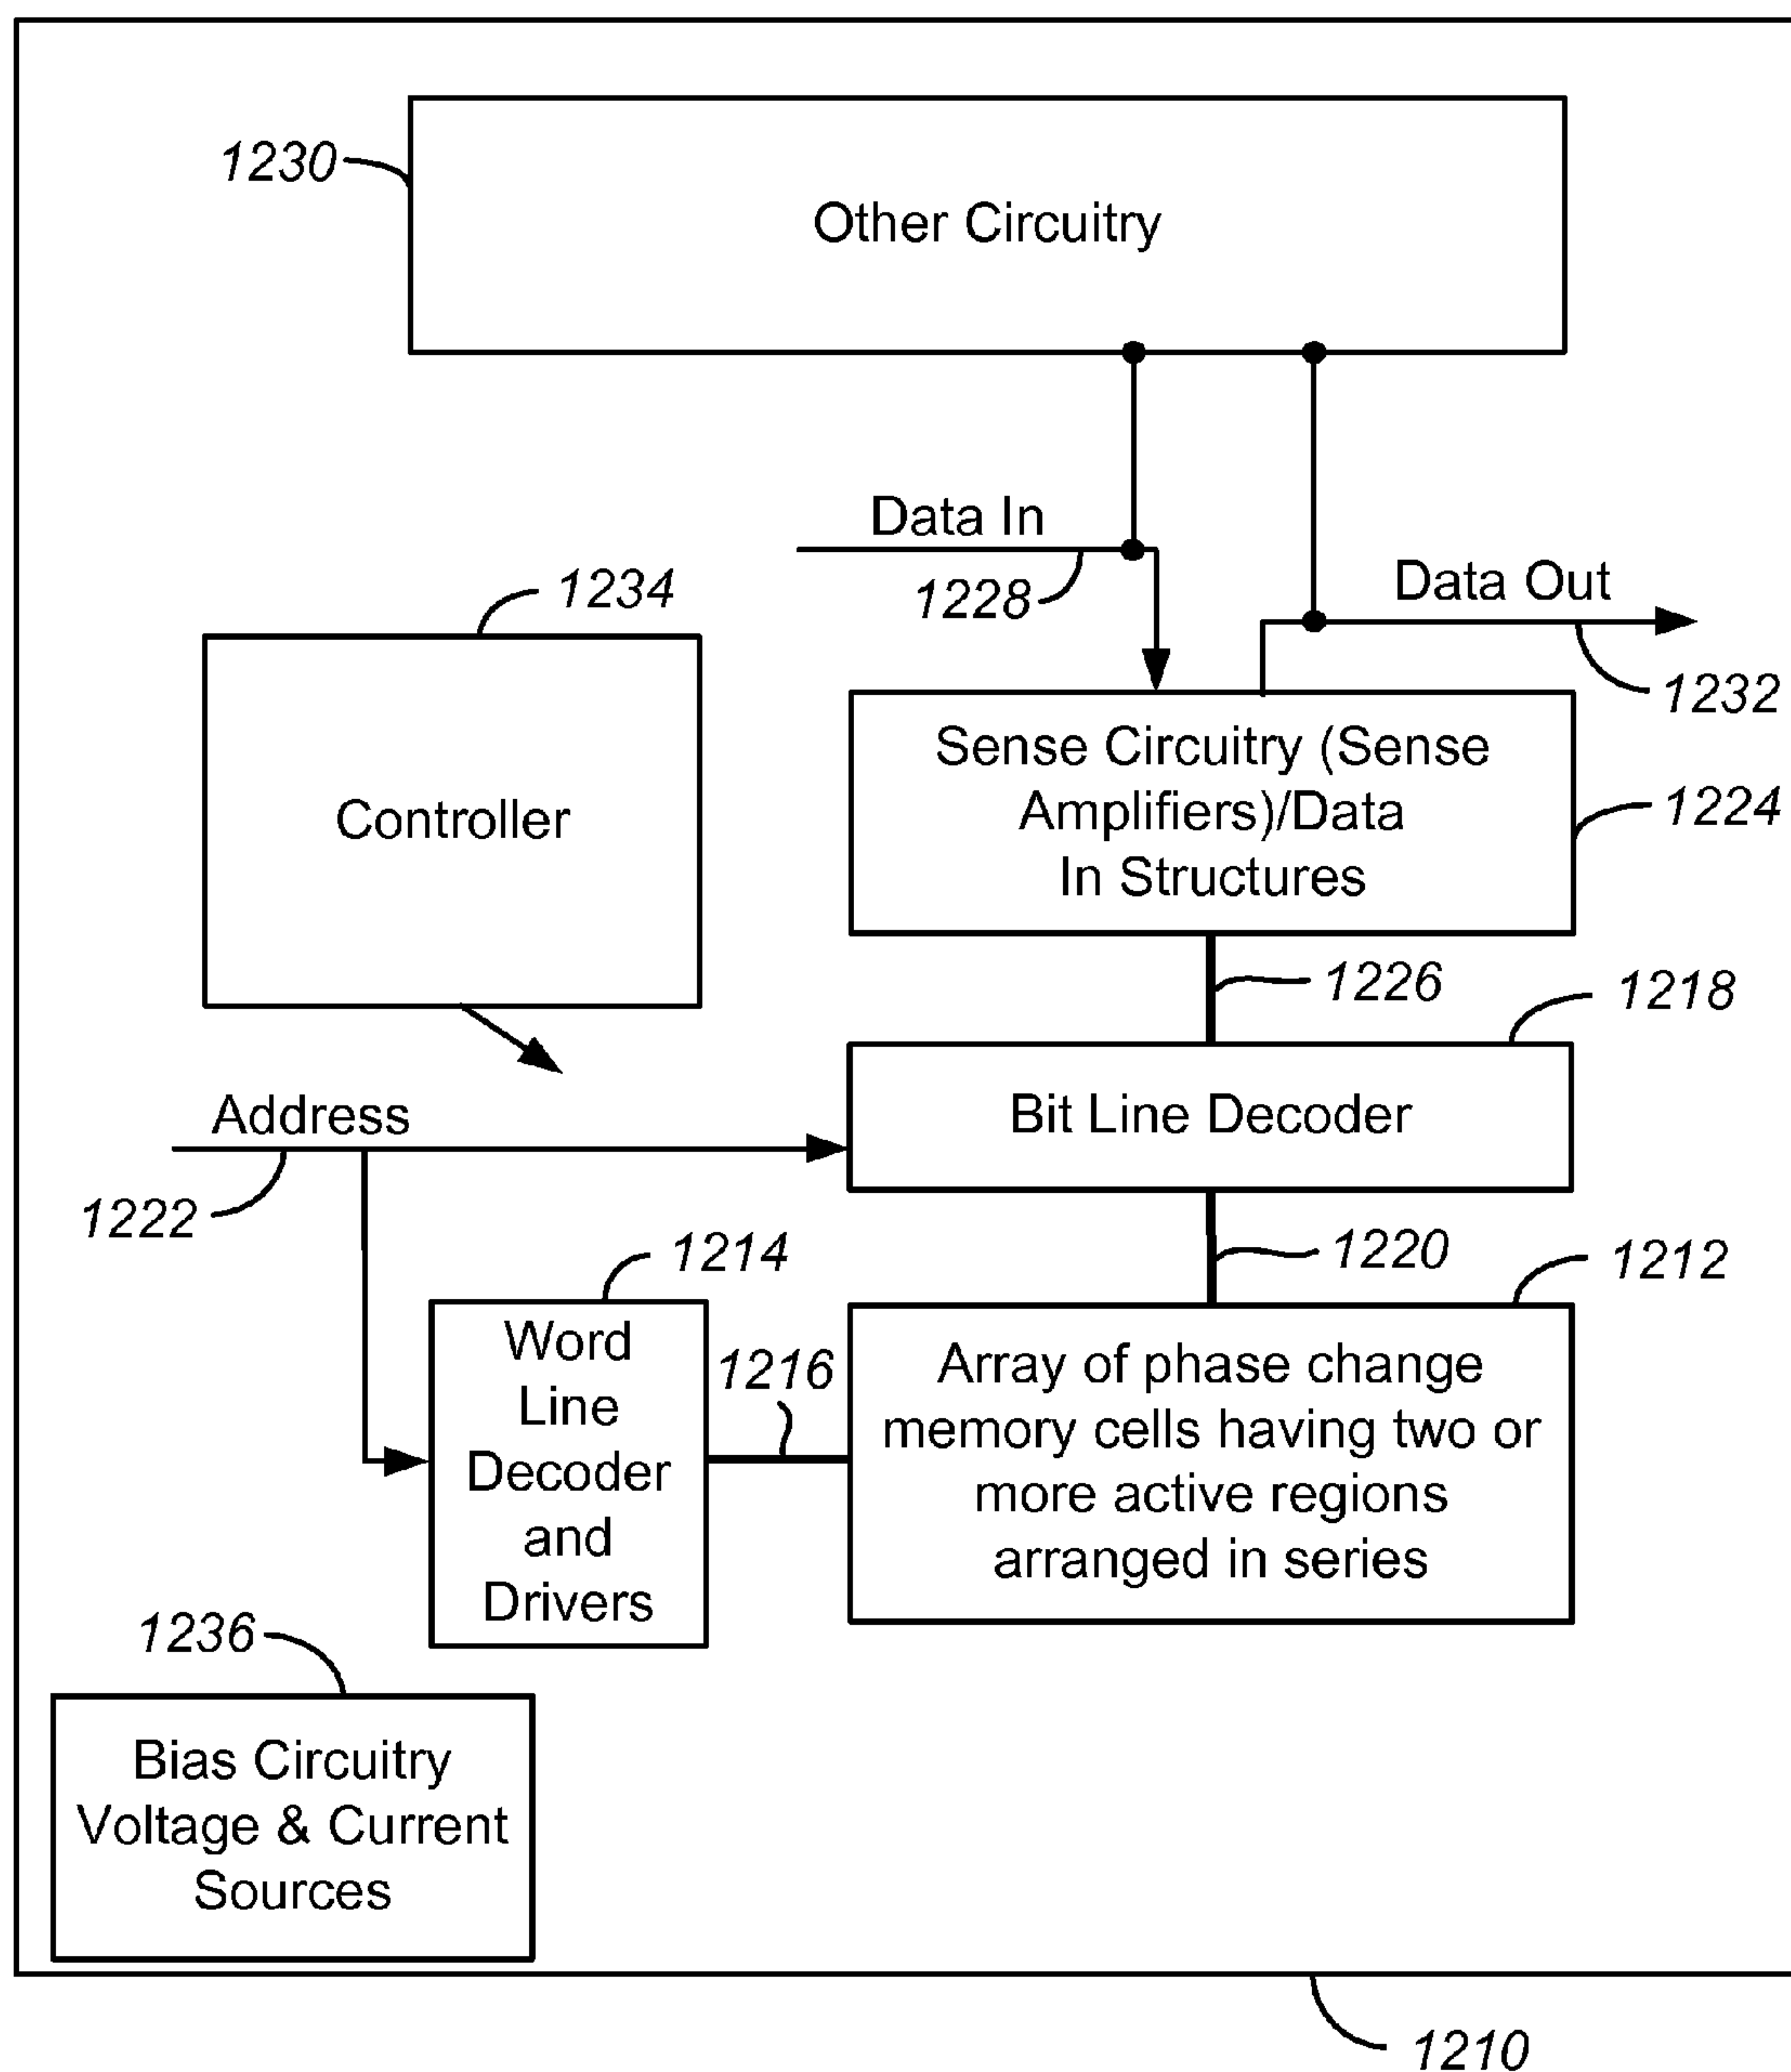 1230
Other Circuitry
Data In
1228
Data Out
1232
1234
Controller
Sense Circuitry (Sense
Amplifiers)/Data
In Structures
1224
1226
1218
Address
1222
Bit Line Decoder
1220
1214
1212
Word
Line
Decoder
and
Drivers
1216
Array of phase change
memory cells having two or
more active regions
arranged in series
1236
Bias Circuitry
Voltage & Current
Sources
1210